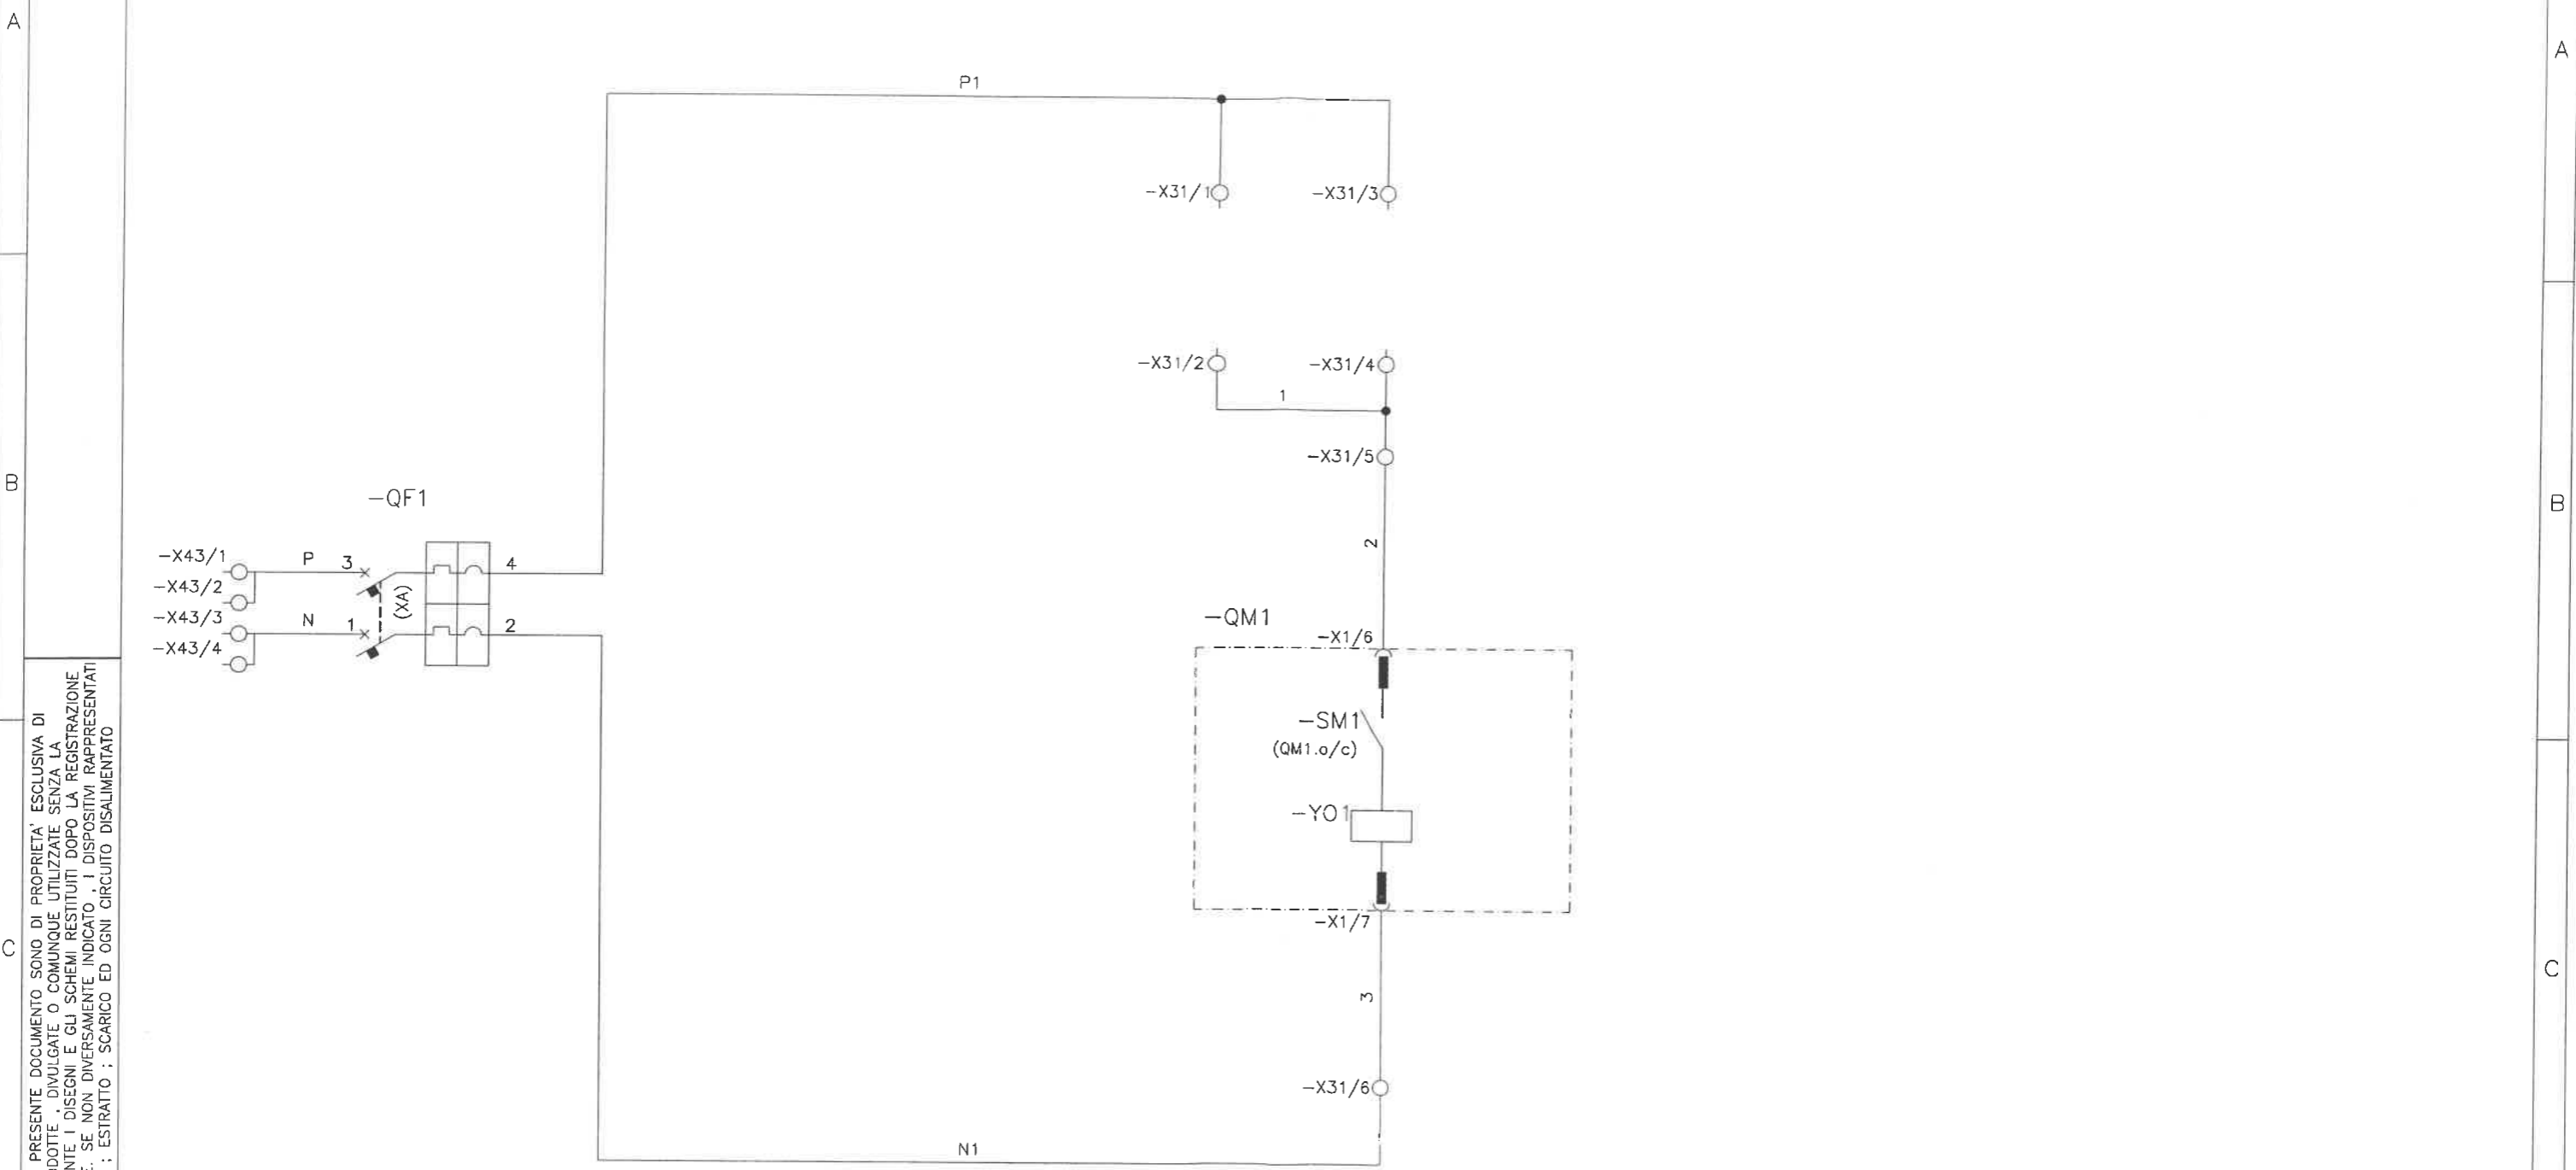 A
A
P1
-X31/1
-X31/3
-X31/2
-X31/4
1
-X31/5
B
B
-QF1
2
-X43/1
P
3
4
-X43/2
(XA)
-X43/3
N
1
2
-X43/4
-QM1
-X1/6
-SM1
(QM1.o/c)
-YO1
-X1/7
C
C
3
-X31/6
N1
PRESENTE DOCUMENTO SONO DI PROPRIETA' ESCLUSIVA DI
DOTTE , DIVULGATE O COMUNQUE UTILIZZATE SENZA LA
NTE I DISEGNI E GLI SCHEMI RESTITUITI DOPO LA REGISTRAZIONE
. SE NON DIVERSAMENTE INDICATO , I DISPOSITIVI RAPPRESENTATI
; ESTRATTO ; SCARICO ED OGNI CIRCUITO DISALIMENTATO